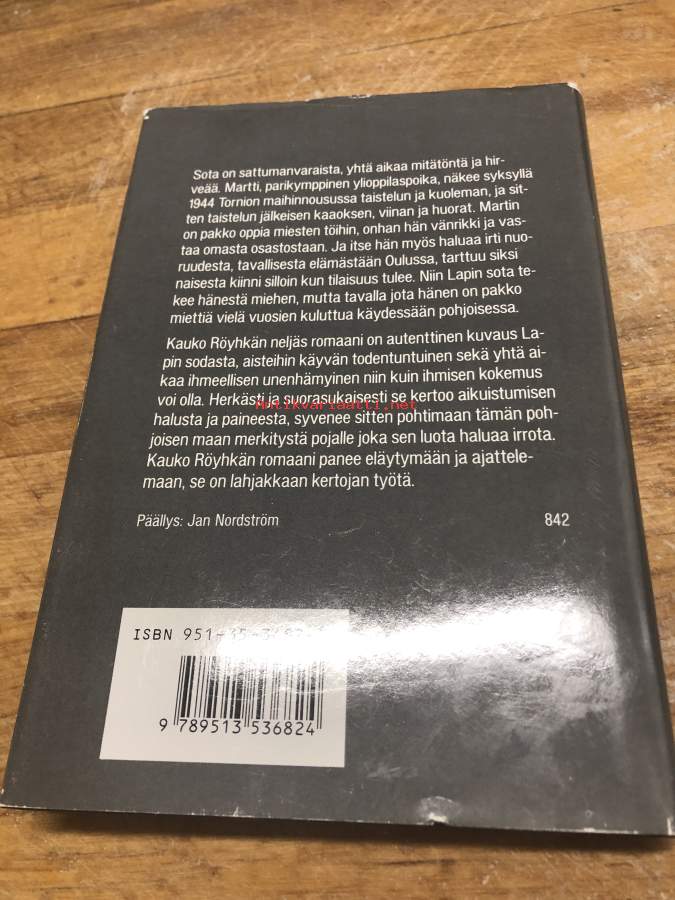 Sota on sattumanvaraista, yhtä aikaa mitätöntä ja hir-
veää. Martti, parikymppinen ylioppilaspoika, näkee syksyllä
1944 Tornion maihinnousussa taistelun ja kuoleman, ja sit-
ten taistelun jälkeisen kaaoksen, viinan ja huorat. Martin
on pakko oppia miesten töihin, onhan hän vänrikki ja vas-
taa omasta osastostaan. Ja itse hän myös haluaa irti nuo-
ruudesta, tavallisesta elämästään Oulussa, tarttuu siksi
naisesta kiinni silloin kun tilaisuus tulee. Niin Lapin sota te-
kee hänestä miehen, mutta tavalla jota hänen on pakko
miettiä vielä vuosien kuluttua käydessään pohjoisessa.
Kauko Röyhkän neljäs romaani on autenttinen kuvaus La-
pin sodasta, aisteihin käyvän todentuntuinen sekä yhtä ai-
kaa ihmeellisen unenhämyinen niin kuin ihmisen kokemus
voi olla. Herkästi ja suorasukaisesti se kertoo aikuistumisen
Antikvariaatti.net
halusta ja paineesta, syvenee sitten pohtimaan tämän poh-
joisen maan merkitystä pojalle joka sen luota haluaa irrota.
Kauko Röyhkän romaani panee eläytymään ja ajattele-
maan, se on lahjakkaan kertojan työtä.
Päällys: Jan Nordström 842
ISBN 951-35-
9 789513 536824